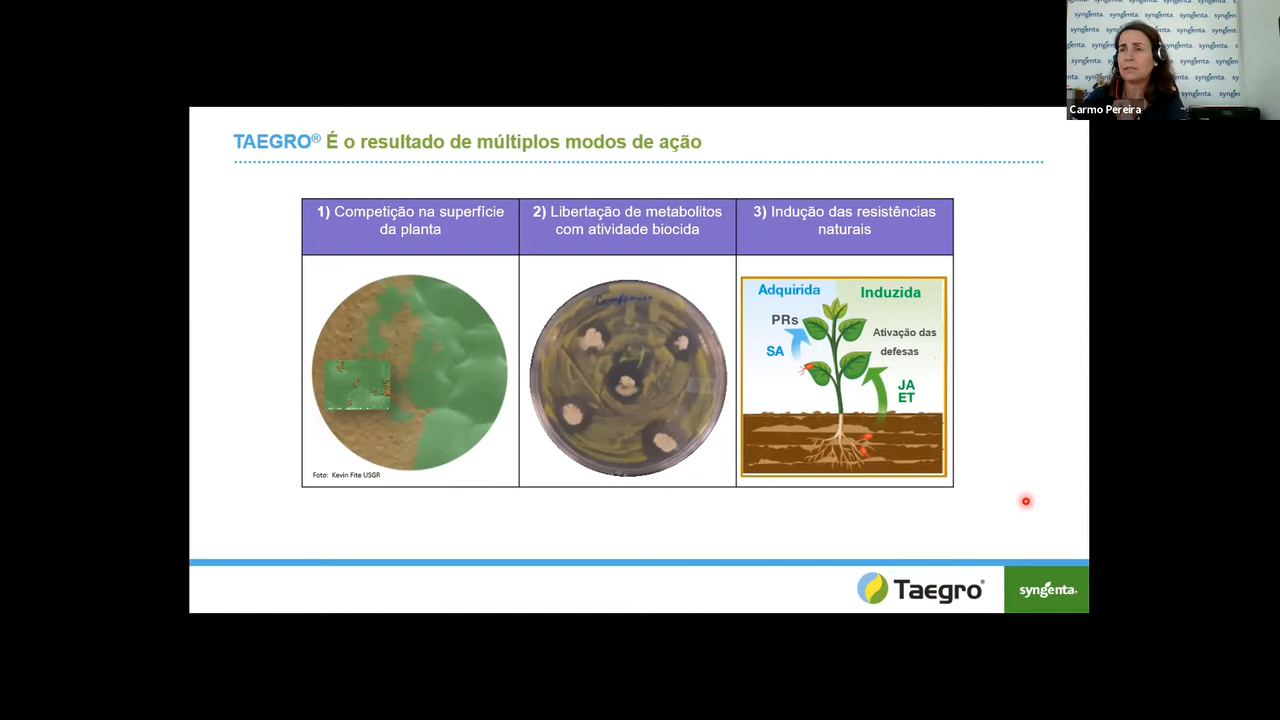 syngenta.
Carmo Pereira
TAEGRO® É o resultado de múltiplos modos de ação
1) Competição na superfície
da planta
2) Libertação de metabolitos
com atividade biocida
3) Indução das resistências
naturais
Foto: Kevin Fite USGR
Adquirida
Induzida
PRs
Ativação das
defesas
SA
JA
ET
Taegro®
syngenta.